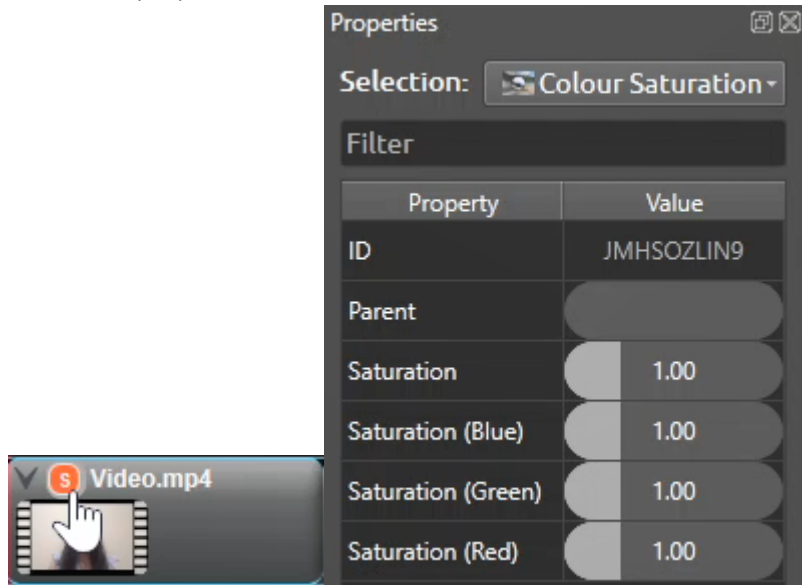 Properties
Selection: Colour Saturation
Filter
Property Value
ID JMHSOZLIN9
Parent
Saturation 1.00
Saturation (Blue) 1.00
Saturation (Green) 1.00
Saturation (Red) 1.00
S Video.mp4